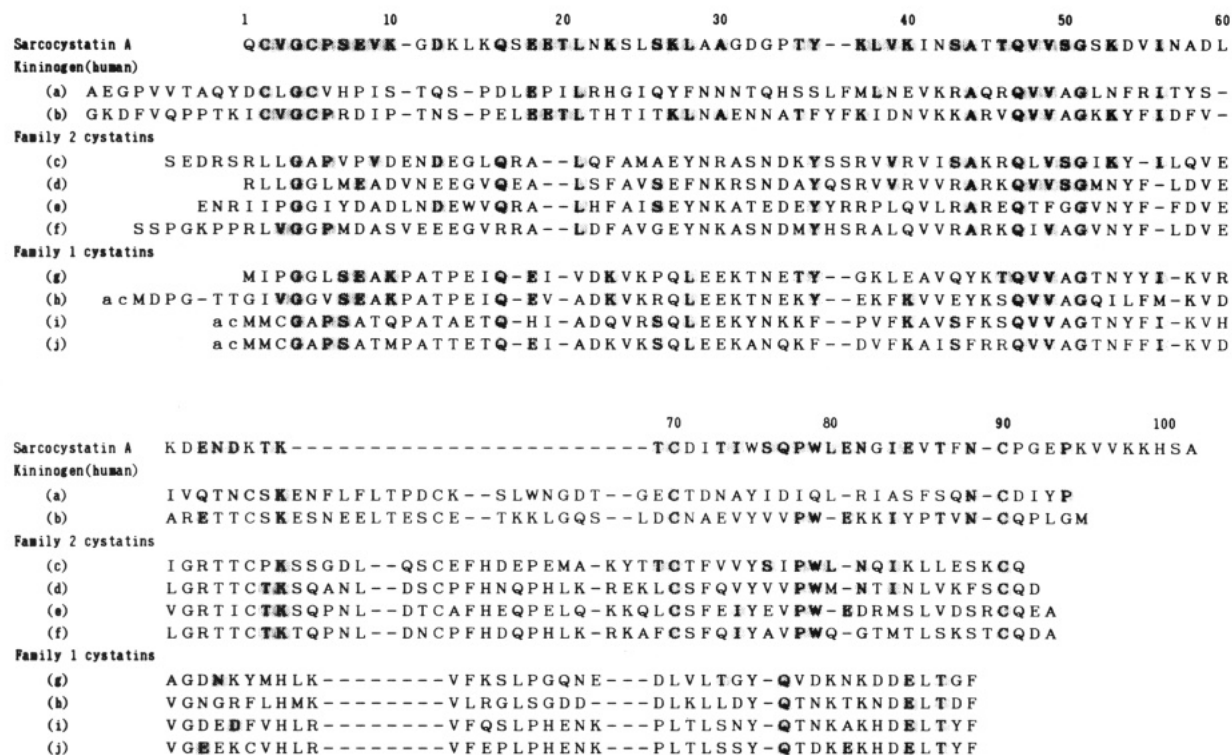 1 10 20 30 40 50 60
Sarcocystatin A QCVGCPSEVK-GDKLKQSEETLNKSLSKLAAGDGPTY--KLVKINSATTQVVSGSKDVINADL
Kininogen(human)
(a) AEGPVVTAQYDCLGCVHPIS-TQS-PDLEPILRHGIQYFNNNTQHSSLFMLNEVKRAQRQVVAGLNFRITYS-
(b) GKDFVQPPTKICVGCPRDIP-TNS-PELEETLTHTITKLNAENNATFYFKIDNVKKARVQVVAGKKYFIDFV-
Family 2 cystatins
(c) SEDRSRLLGAPVPVDENDEGLQRA--LQFAMAEYNRASNDKYSSRVVRVISAKRQLVSGIKY-ILQVE
(d) RLLGGLMEADVNEEGVQEA--LSFAVSEFNKRSNDAYQSRVVRVVRARKQVVSGMNYF-LDVE
(e) ENRIIPGGIYDADLNDEWVQRA--LHFAISEYNKATEDEYYRRPLQVLRAREQTFGGVNYF-FDVE
(f) SSPGKPPRLVGGPMDASVEEEGVRRA--LDFAVGEYNKASNDMYHSRALQVVRARKQIVAGVNYF-LDVE
Family 1 cystatins
(g) MIPGGLSEAKPATPEIQ-EI-VDKVKPQLEEKTNETY--GKLEAVQYKTQVVAGTNYYI-KVR
(h) acMDPG-TTGIVGGVSEAKPATPEIQ-EV-ADKVKRQLEEKTNEKY--EKFKVVEYKSQVVAGQILFM-KVD
(i) acMMCGAPSATQPATAETQ-HI-ADQVRSQLEEKYNKKF--PVFKAVSFKSQVVAGTNYFI-KVH
(j) acMMCGAPSATMPATTETQ-EI-ADKVKSQLEEKANQKF--DVFKAISFRRQVVAGTNFFI-KVD
70 80 90 100
Sarcocystatin A KDENDKTK-----------------------TCDITIWSQPWLENGIEVTFN-CPGEPKVVKKHSA
Kininogen(human)
(a) IVQTNCSKENFLFLTPDCK--SLWNGDT--GECTDNAYIDIQL-RIASFSQN-CDIYP
(b) ARETTCSKESNEELTESCE--TKKLGQS--LDCNAEVYVVPW-EKKIYPTVN-CQPLGM
Family 2 cystatins
(c) IGRTTCPKSSGDL--QSCEFHDEPEMA-KYTTCTFVVYSIPWL-NQIKLLESKCQ
(d) LGRTTCTKSQANL--DSCPFHNQPHLK-REKLCSFQVYVVPWM-NTINLVKFSCQD
(e) VGRTICTKSQPNL--DTCAFHEQPELQ-KKQLCSFEIYEVPW-EDRMSLVDSRCQEA
(f) LGRTTCTKTQPNL--DNCPFHDQPHLK-RKAFCSFQIYAVPWQ-GTMTLSKSTCQDA
Family 1 cystatins
(g) AGDNKYMHLK--------VFKSLPGQNE---DLVLTGY-QVDKNKDDELTGF
(h) VGNGRFLHMK--------VLRGLSGDD----DLKLLDY-QTNKTKNDELTDF
(i) VGDEDFVHLR--------VFQSLPHENK---PLTLSNY-QTNKAKHDELTYF
(j) VGEEKCVHLR--------VFEPLPHENK---PLTLSSY-QTDKEKHDELTYF